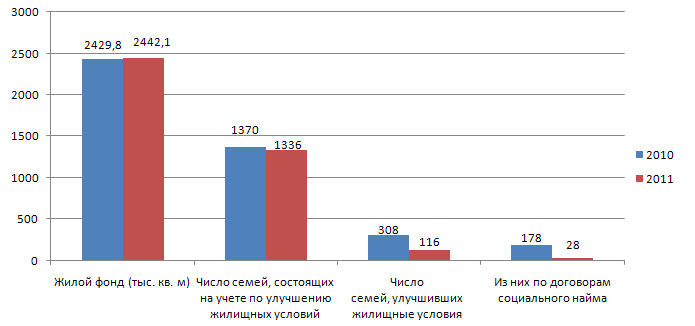 3000
2500
2000
1500
1000
500
0
2429,8
2442,1
1370
1336
308
116
178
28
Жилой фонд (тыс. кв. м)
Число семей, состоящих
на учете по улучшению
жилищных условий
Число
семей, улучшивших
жилищные условия
Из них по договорам
социального найма
2010
2011